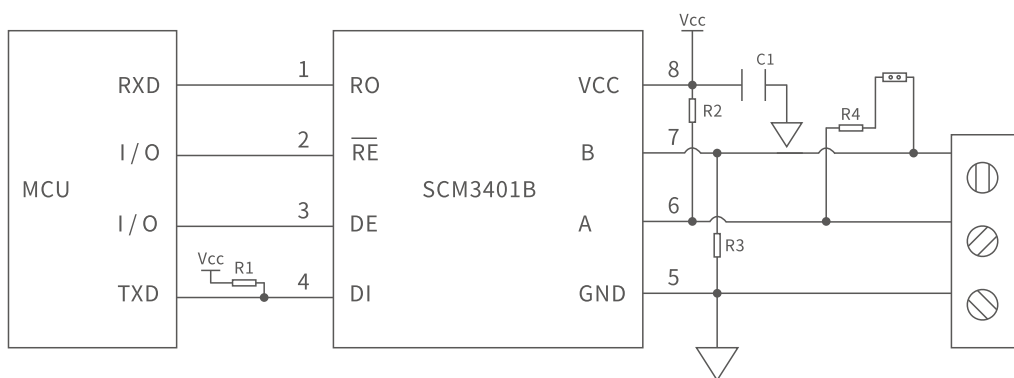 Vcc
8
C1
RXD
1
RO
VCC
R2
R4
I/O
2
RE
7
B
MCU
SCM3401B
I/O
3
DE
6
A
R3
Vcc
R1
TXD
4
DI
5
GND